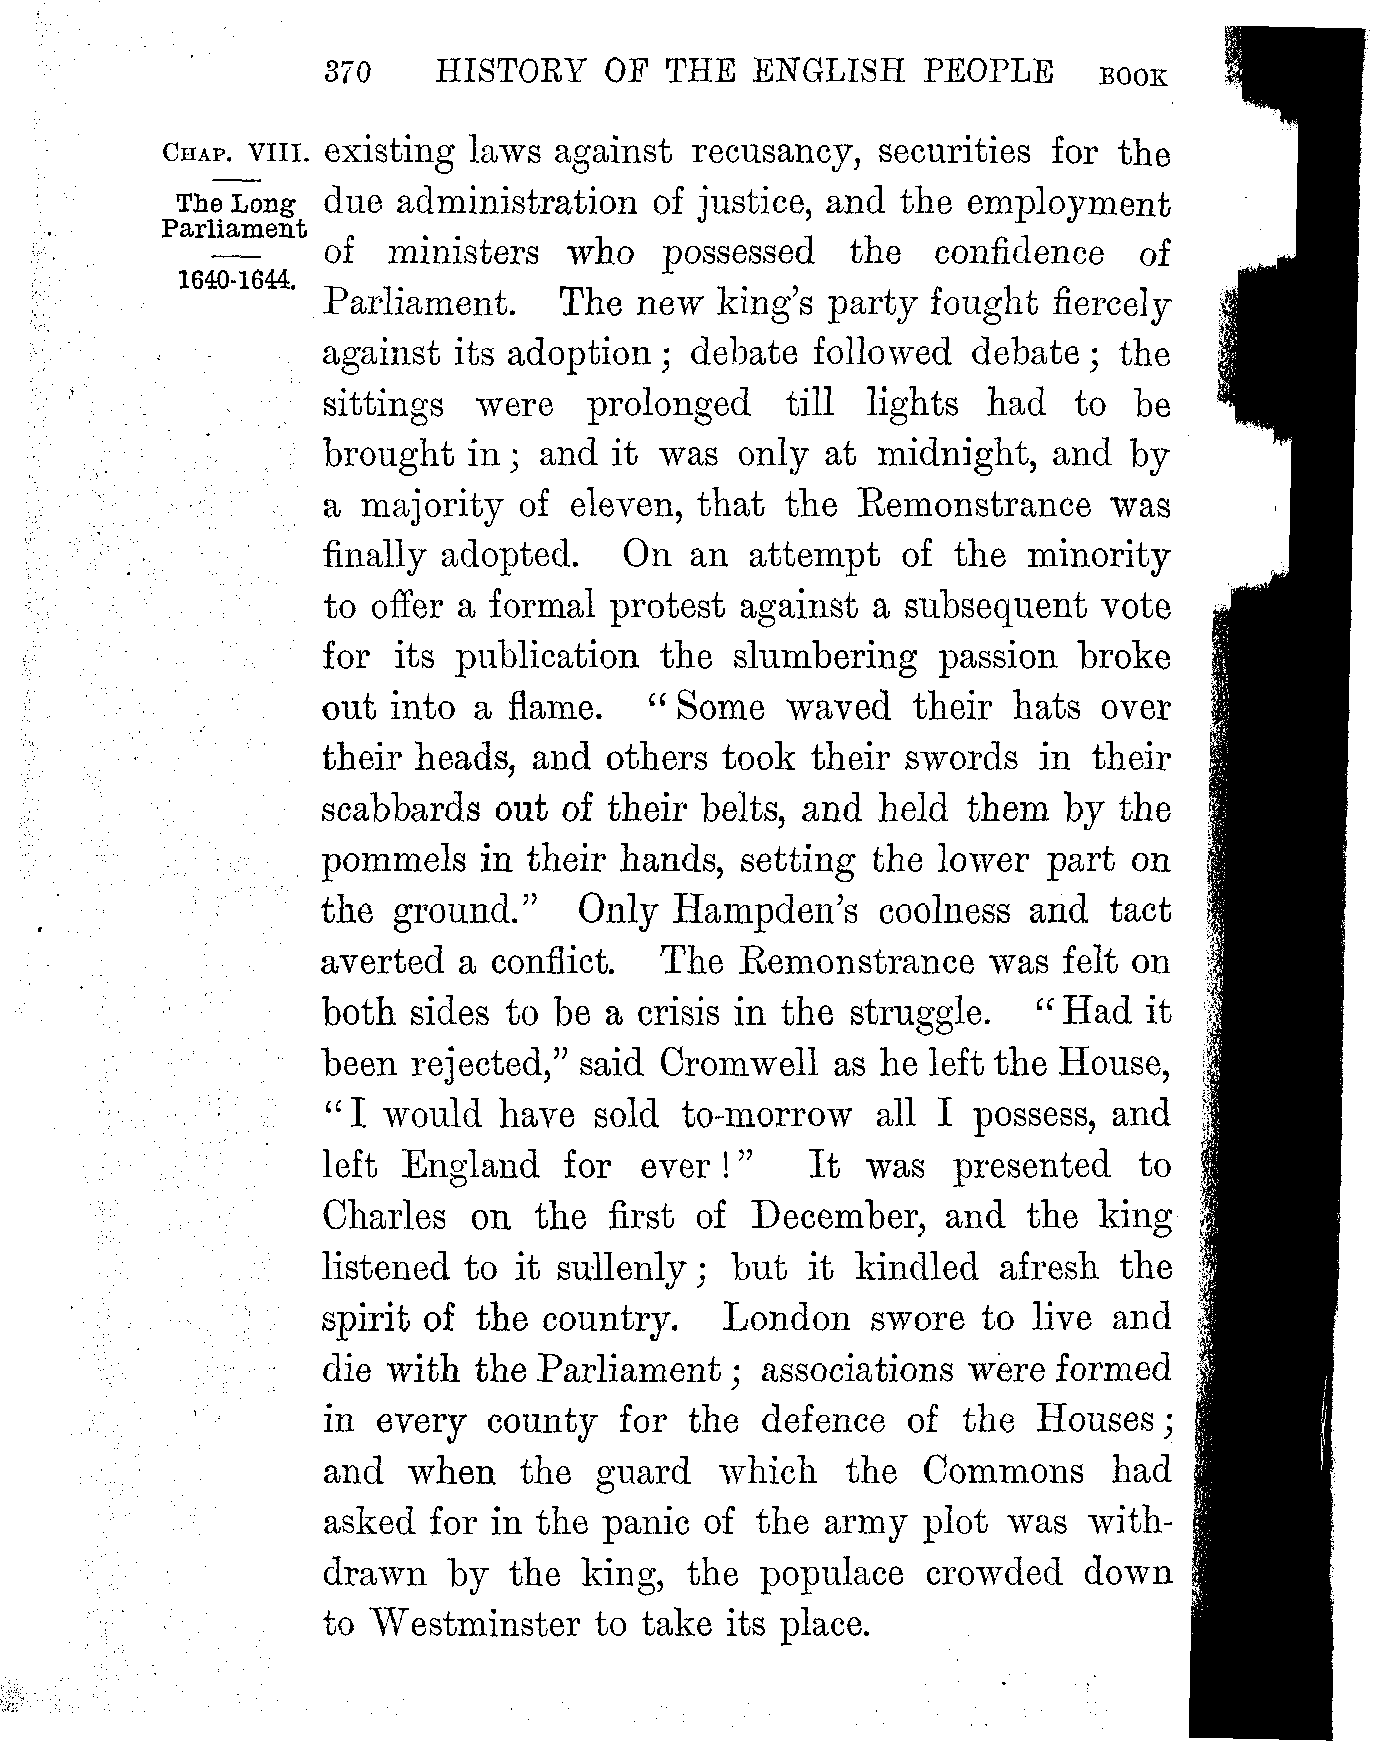 370 HISTORY OF THE ENGLISH PEOPLE BOOK
CHAP. VIII.
The Long
Parliament
1640-1644.
existing laws against recusancy, securities for the
due administration of justice, and the employment
of ministers who possessed the confidence of
Parliament. The new king's party fought fiercely
against its adoption; debate followed debate; the
sittings were prolonged till lights had to be
brought in; and it was only at midnight, and by
a majority of eleven, that the Remonstrance was
finally adopted. On an attempt of the minority
to offer a formal protest against a subsequent vote
for its publication the slumbering passion broke
out into a flame. "Some waved their hats over
their heads, and others took their swords in their
scabbards out of their belts, and held them by the
pommels in their hands, setting the lower part on
the ground." Only Hampden's coolness and tact
averted a conflict. The Remonstrance was felt on
both sides to be a crisis in the struggle. "Had it
been rejected," said Cromwell as he left the House,
"I would have sold to-morrow all I possess, and
left England for ever!" It was presented to
Charles on the first of December, and the king
listened to it sullenly; but it kindled afresh the
spirit of the country. London swore to live and
die with the Parliament; associations were formed
in every county for the defence of the Houses;
and when the guard which the Commons had
asked for in the panic of the army plot was with-
drawn by the king, the populace crowded down
to Westminster to take its place.